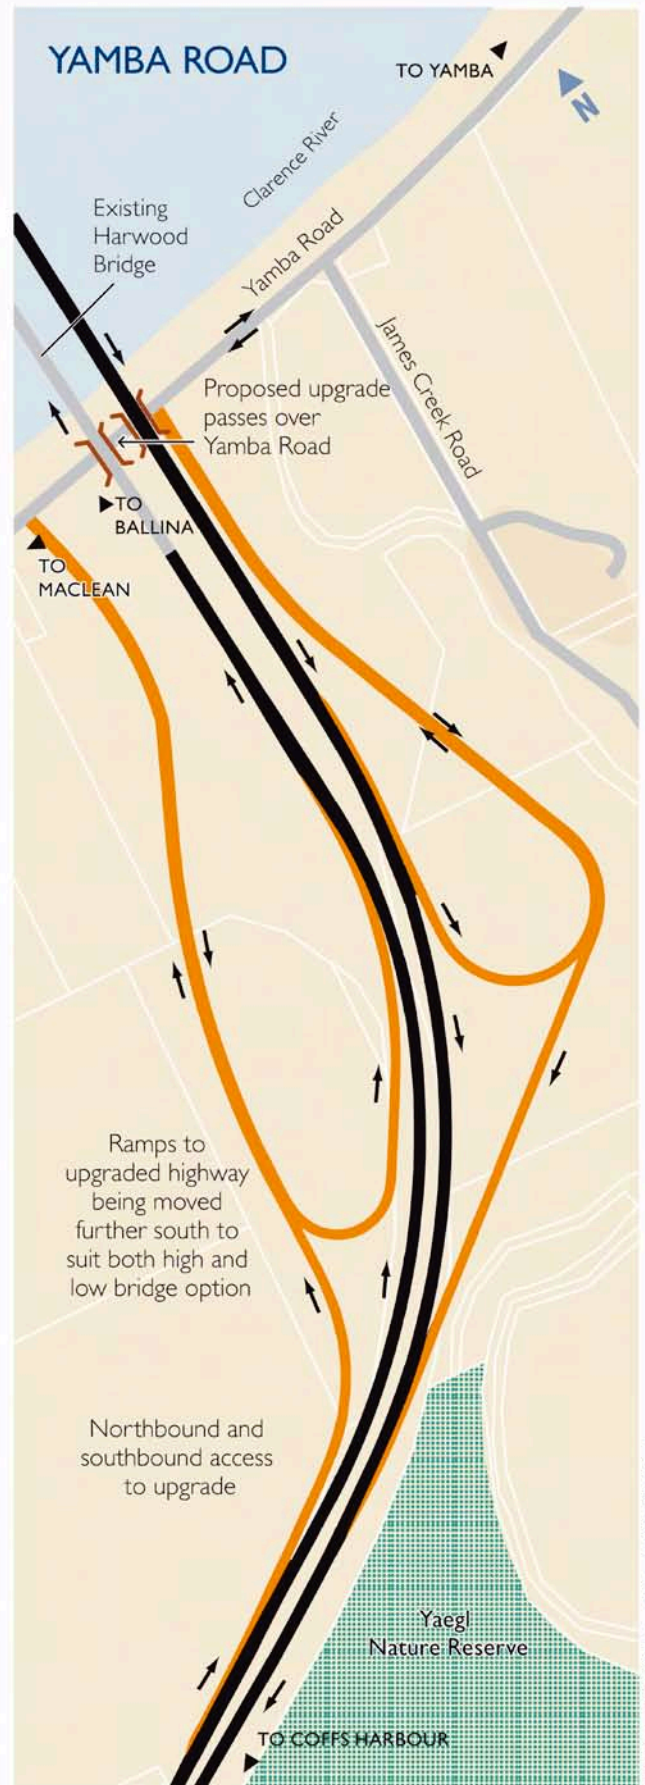 YAMBA ROAD
TO YAMBA
N
Clarence River
Existing
Harwood
Bridge
Yamba Road
James Creek Road
Proposed upgrade
passes over
Yamba Road
TO
BALLINA
TO
MACLEAN
Ramps to
upgraded highway
being moved
further south to
suit both high and
low bridge option
Northbound and
southbound access
to upgrade
Yaegl
Nature Reserve
TO COFFS HARBOUR